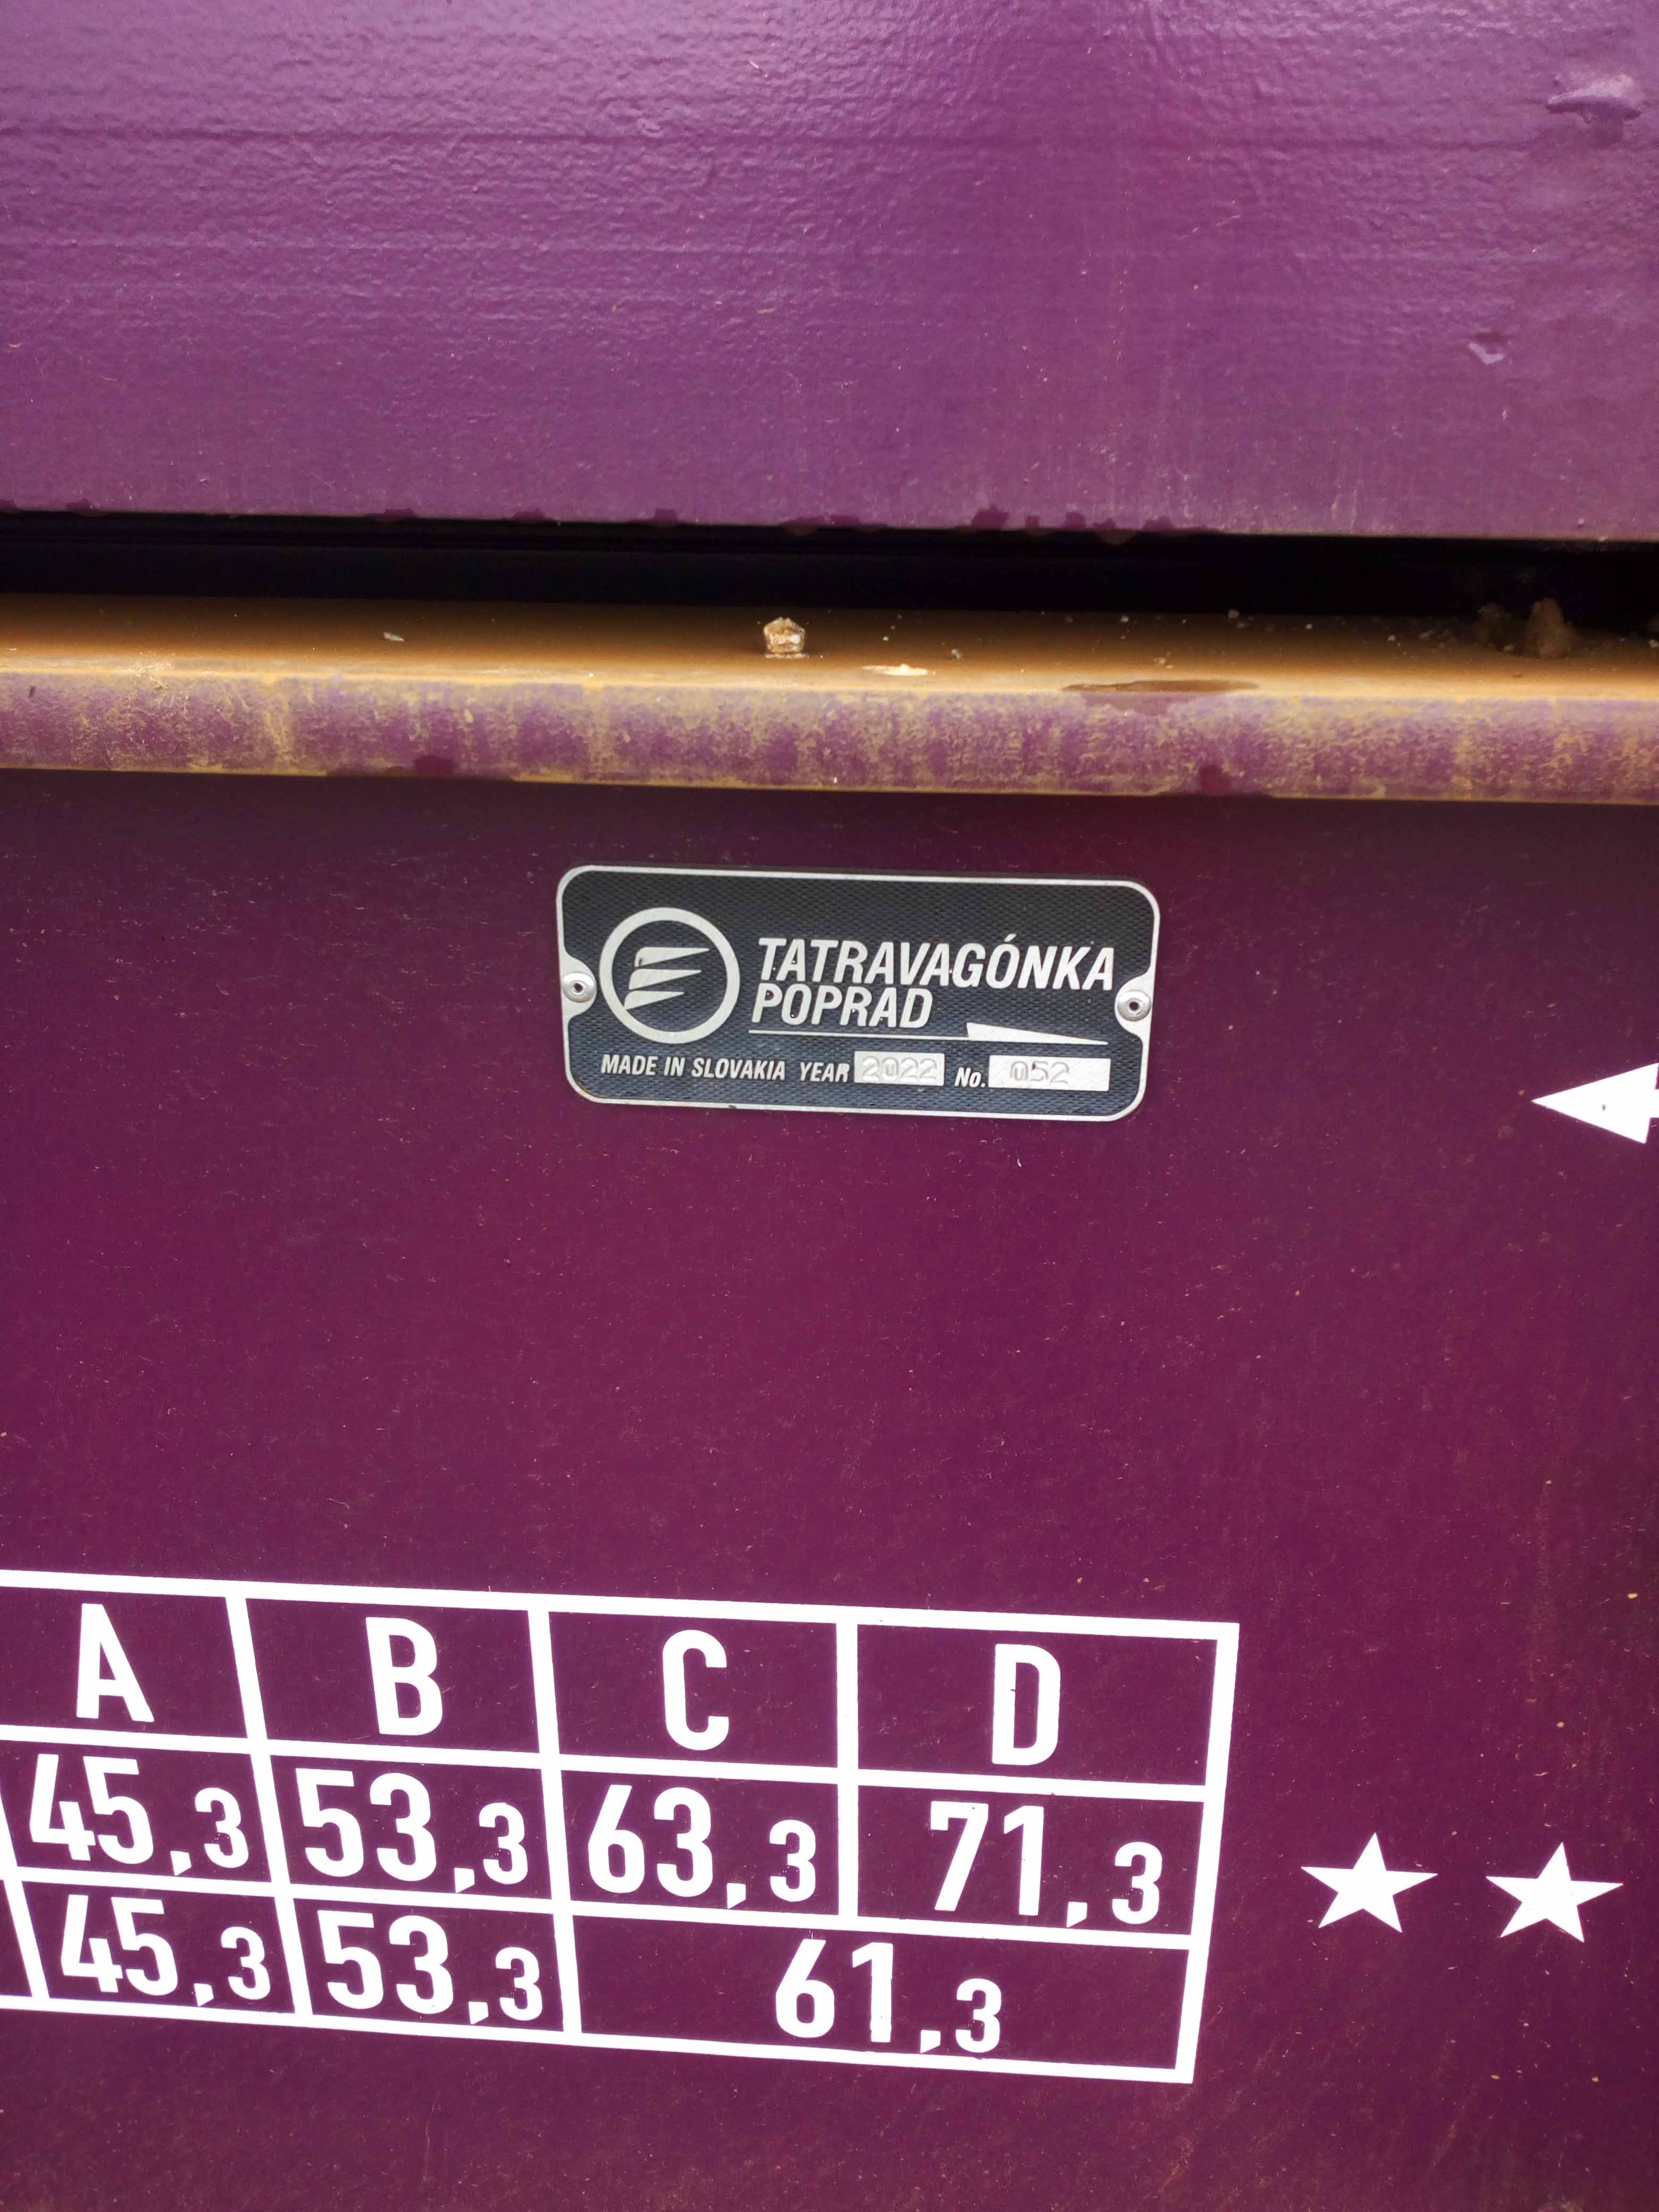 TATRAVAGÓNKA
POPRAD
MADE IN SLOVAKIA YEAR 2022 No. 052
A B C D
45,3 53,3 63,3 71,3
45,3 53,3 61,3